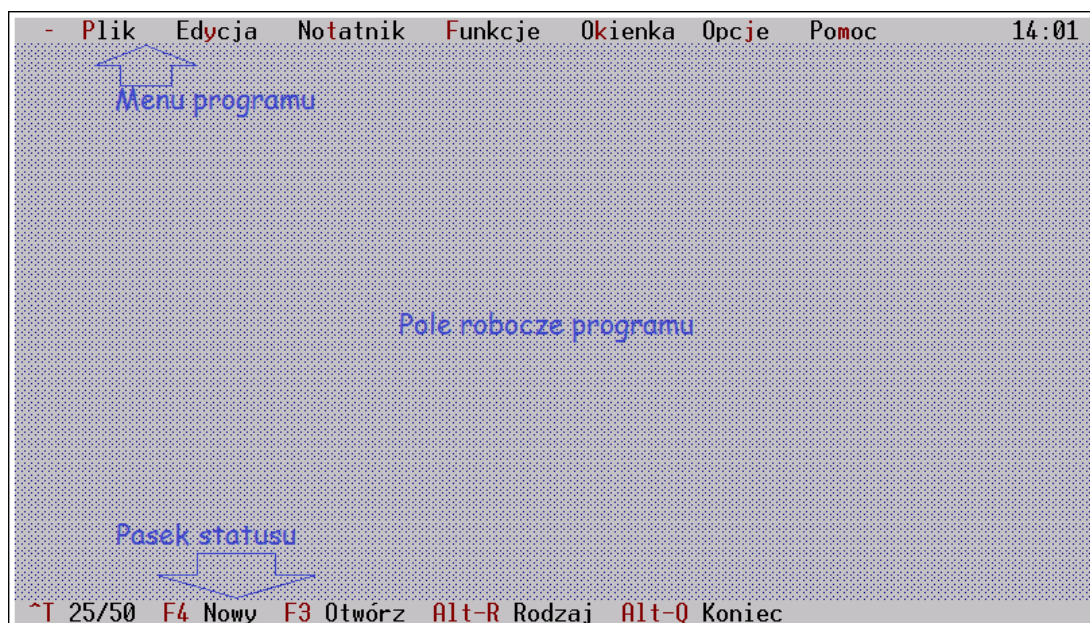 - Plik Edycja Notatnik Funkcje Okienka Opcje Pomoc 14:01
Menu programu
Pole robocze programu
Pasek statusu
^T 25/50 F4 Nowy F3 Otwórz Alt-R Rodzaj Alt-Q Koniec